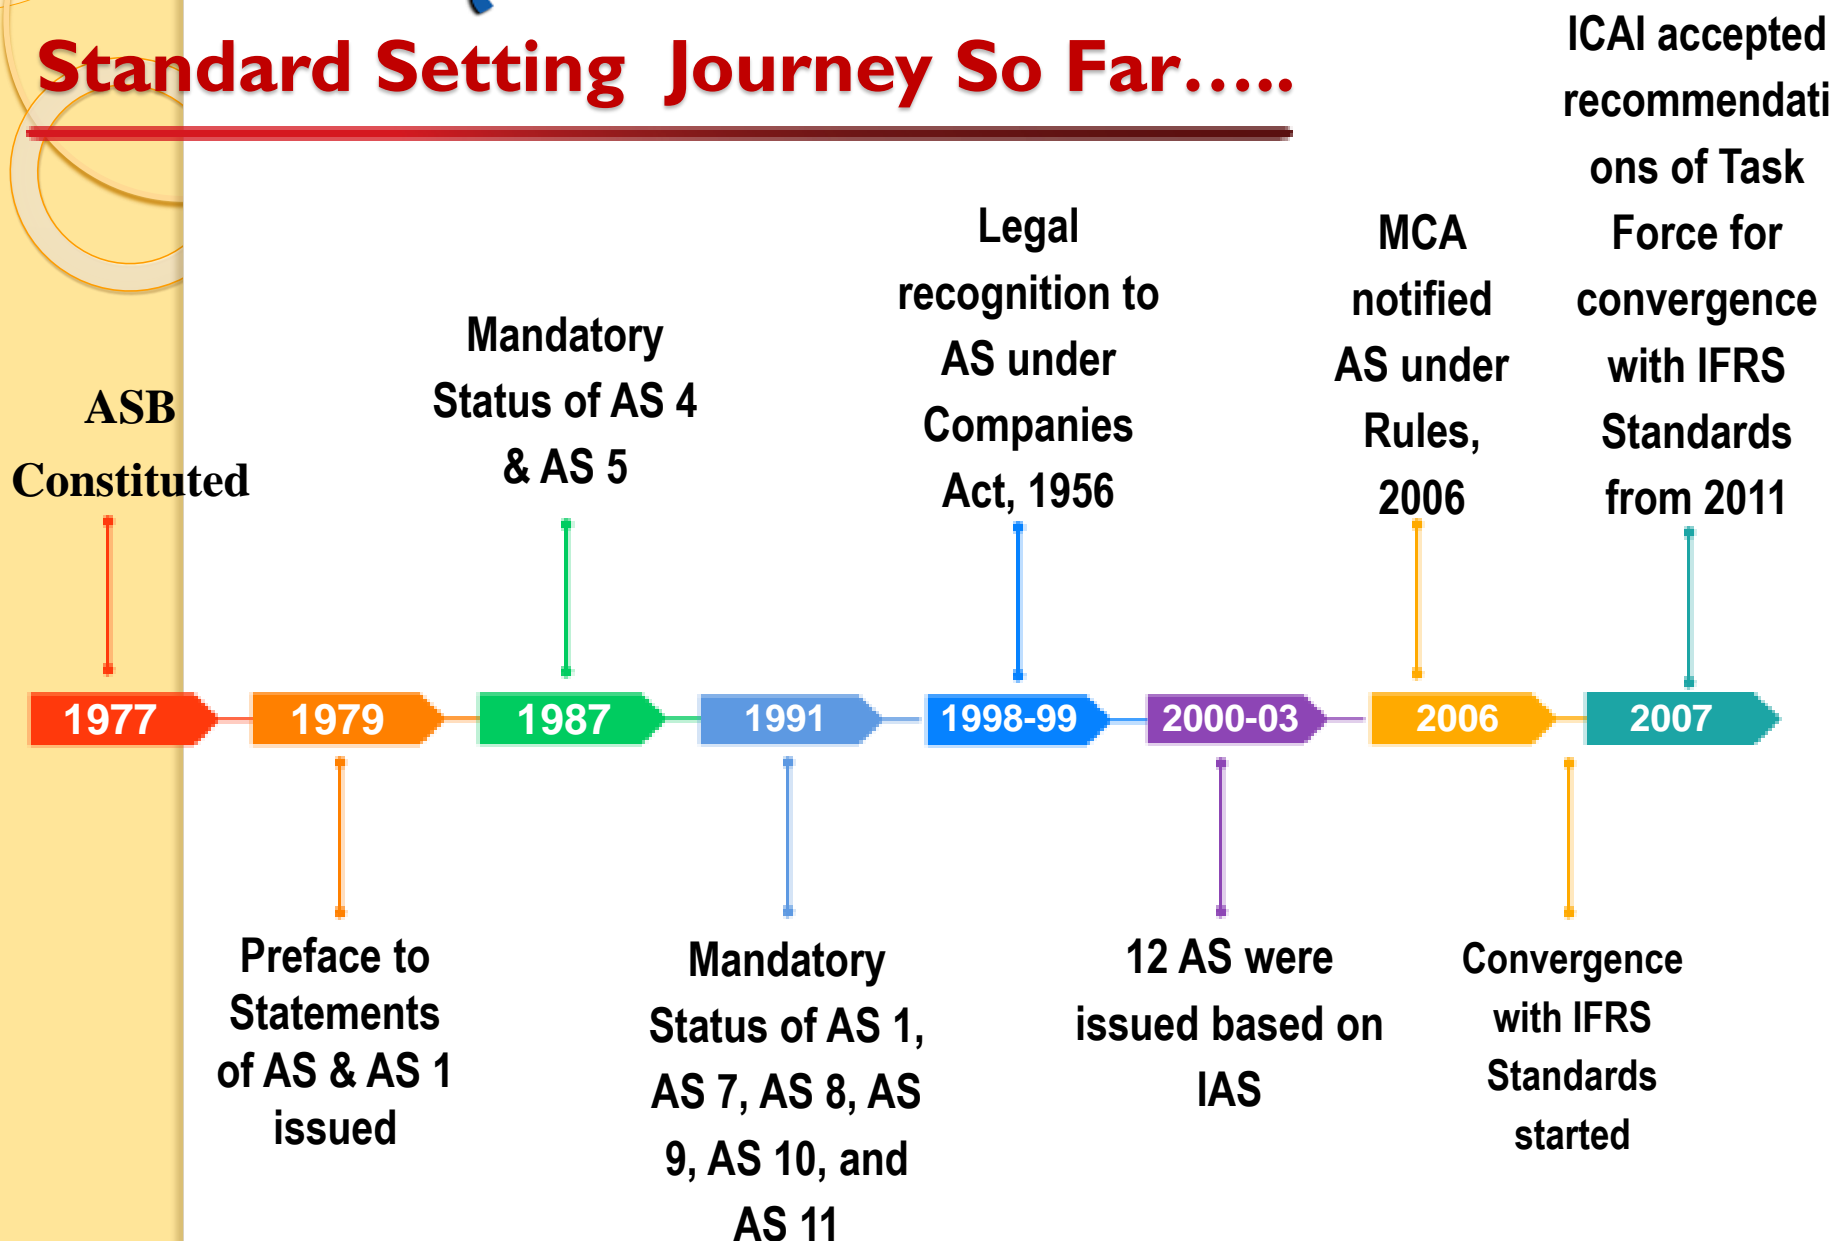 Standard Setting Journey So Far.....
ASB
Constituted
Mandatory
Status of AS 4
& AS 5
Legal
recognition to
AS under
Companies
Act, 1956
MCA
notified
AS under
Rules,
2006
ICAI accepted
recommendati
ons of Task
Force for
convergence
with IFRS
Standards
from 2011
1977
1979
1987
1991
1998-99
2000-03
2006
2007
Preface to
Statements
of AS & AS 1
issued
Mandatory
Status of AS 1,
AS 7, AS 8, AS
9, AS 10, and
AS 11
12 AS were
issued based on
IAS
Convergence
with IFRS
Standards
started